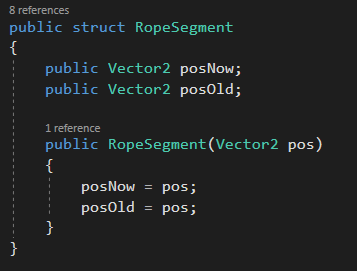 8 references
public struct RopeSegment
{
    public Vector2 posNow;
    public Vector2 posOld;
    1 reference
    public RopeSegment(Vector2 pos)
    {
        posNow = pos;
        posOld = pos;
    }
}